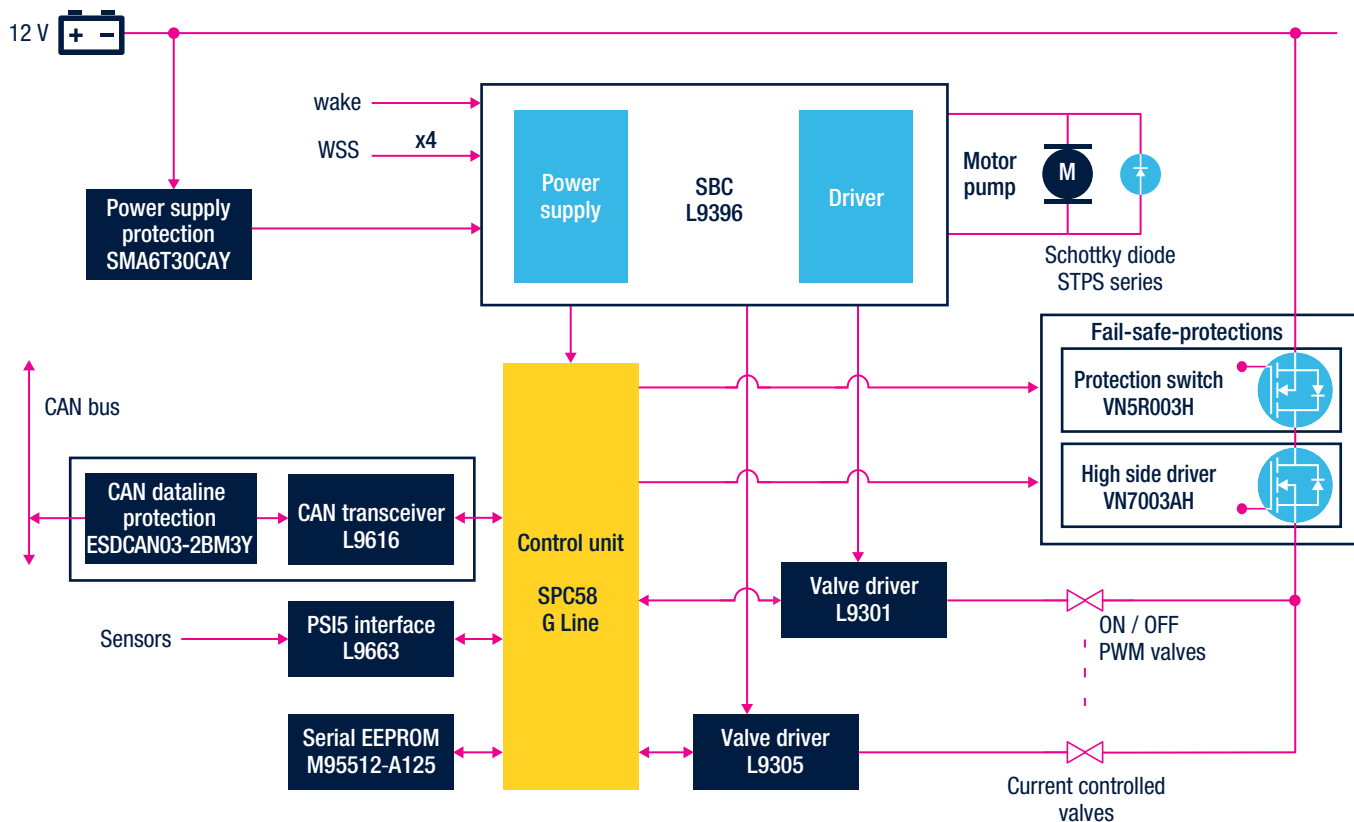 12 V
wake
WSS
x4
Power supply
protection
SMA6T30CAY
Power
supply
SBC
L9396
Driver
Motor
pump
M
Schottky diode
STPS series
Fail-safe-protections
Protection switch
VN5R003H
High side driver
VN7003AH
CAN bus
CAN dataline
protection
ESDCAN03-2BM3Y
CAN transceiver
L9616
Control unit
SPC58
G Line
Sensors
PSI5 interface
L9663
Serial EEPROM
M95512-A125
Valve driver
L9301
ON / OFF
PWM valves
Valve driver
L9305
Current controlled
valves